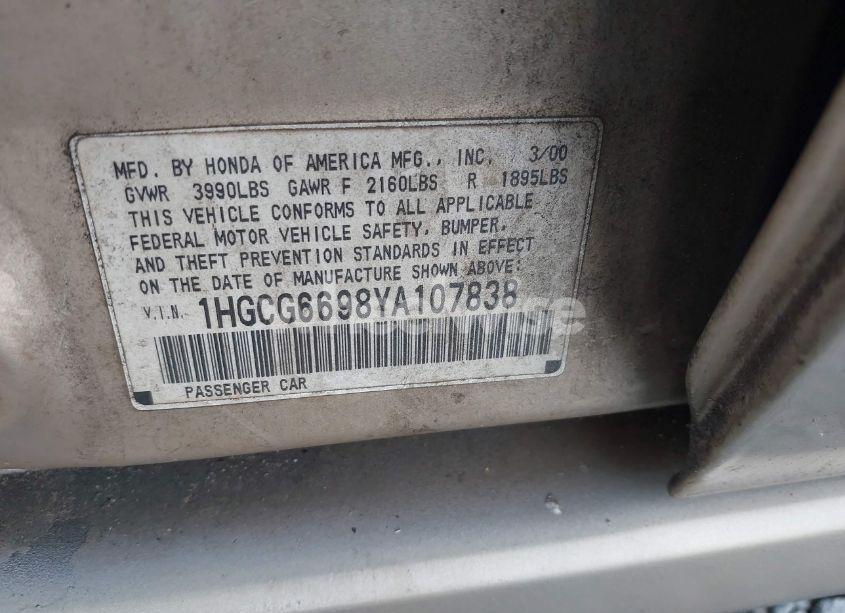 MFD. BY HONDA OF AMERICA MFG., INC. 3/00
GVWR 3990LBS GAWR F 2160LBS R 1895LBS
THIS VEHICLE CONFORMS TO ALL APPLICABLE
FEDERAL MOTOR VEHICLE SAFETY, BUMPER,
AND THEFT PREVENTION STANDARDS IN EFFECT
ON THE DATE OF MANUFACTURE SHOWN ABOVE:
V.I.N. 1HGCG6698YA107838
PASSENGER CAR